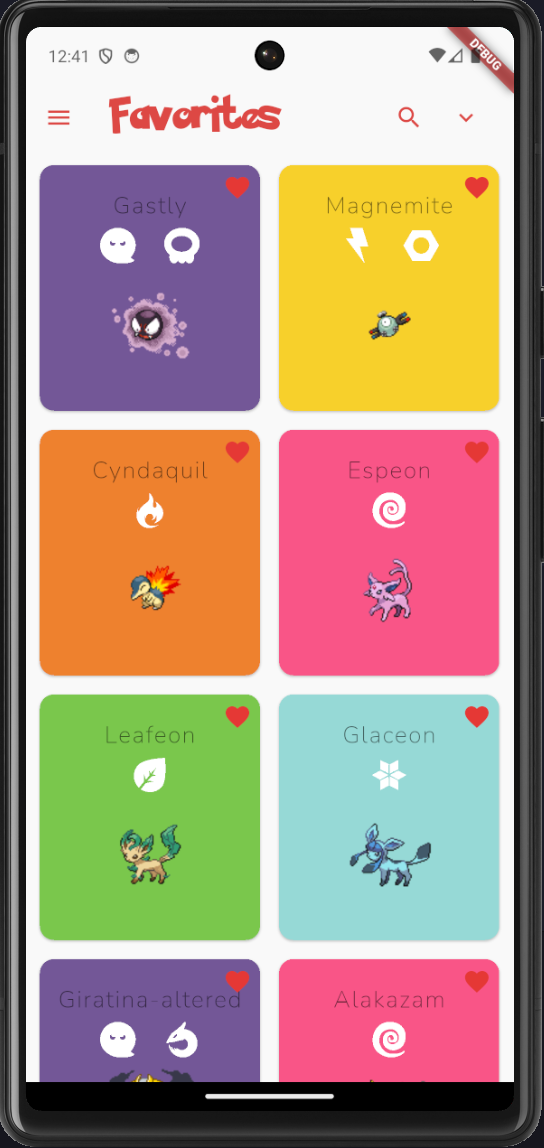 12:41
DEBUG
Favorites
Gastly
Magnemite
Cyndaquil
Espeon
Leafeon
Glaceon
Giratina-altered
Alakazam